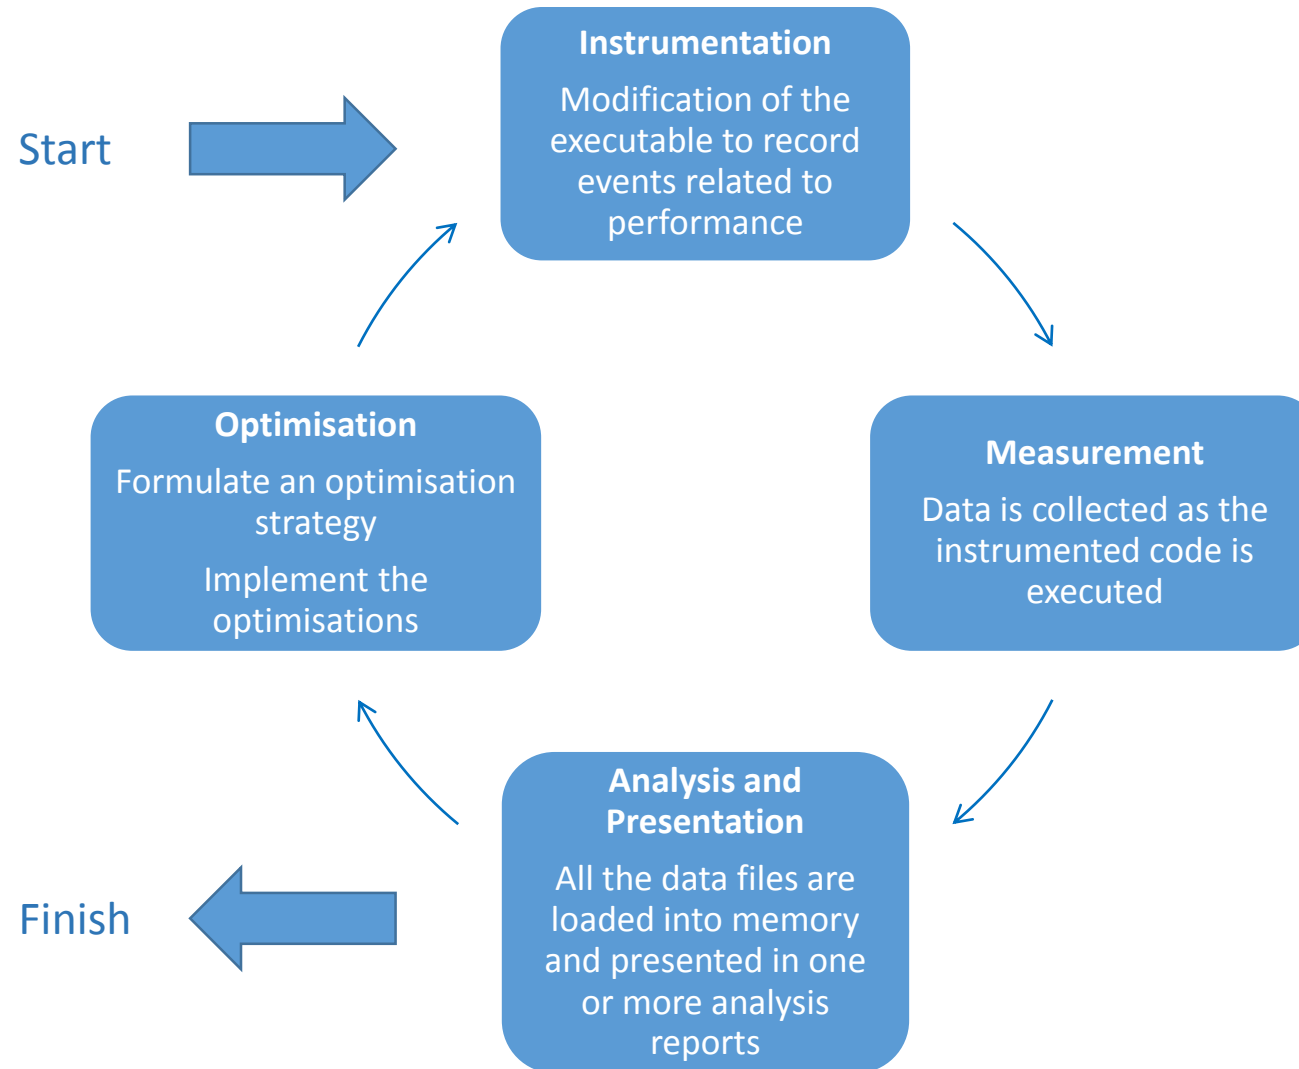 Start
Instrumentation
Modification of the
executable to record
events related to
performance
Optimisation
Formulate an optimisation
strategy
Implement the
optimisations
Measurement
Data is collected as the
instrumented code is
executed
Analysis and
Presentation
All the data files are
loaded into memory
and presented in one
or more analysis
reports
Finish